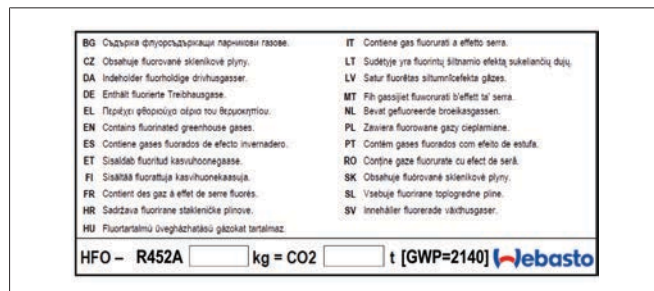 BG Съдържа флуорсъдържащи парникови газове.
CZ Obsahuje fluorované sklenikové plyny.
DA Indeholder fluorholdige drivhusgasser.
DE Enthält fluorierte Treibhausgase.
EL Περιέχει φθοριούχα αέρια του θερμοκηπίου.
EN Contains fluorinated greenhouse gases.
ES Contiene gases fluorados de efecto invernadero.
ET Sisaldab fluoritud kasvuhoonegaase.
FI Sisältää fluorattuja kasvihuonekaasuja.
FR Contient des gaz à effet de serre fluorés.
HR Sadržava fluorirane stakleničke plinove.
HU Fluortartalmú üvegházhatású gázokat tartalmaz.
IT Contiene gas fluorurati a effetto serra.
LT Sudėtyje yra fluorintų šiltnamio efektą sukeliančių dujų.
LV Satur fluorētas siltumnīcefekta gāzes.
MT Fih gassijiet fluworurati b'effett ta' serra.
NL Bevat gefluoreerde broeikasgassen.
PL Zawiera fluorowane gazy cieplarniane.
PT Contém gases fluorados com efeito de estufa.
RO Conține gaze fluorurate cu efect de seră.
SK Obsahuje fluórované skleníkové plyny.
SL Vsebuje fluorirane toplogredne pline.
SV Innehåller fluorerade växthusgaser.
HFO – R452A kg = CO2 t [GWP=2140] Webasto